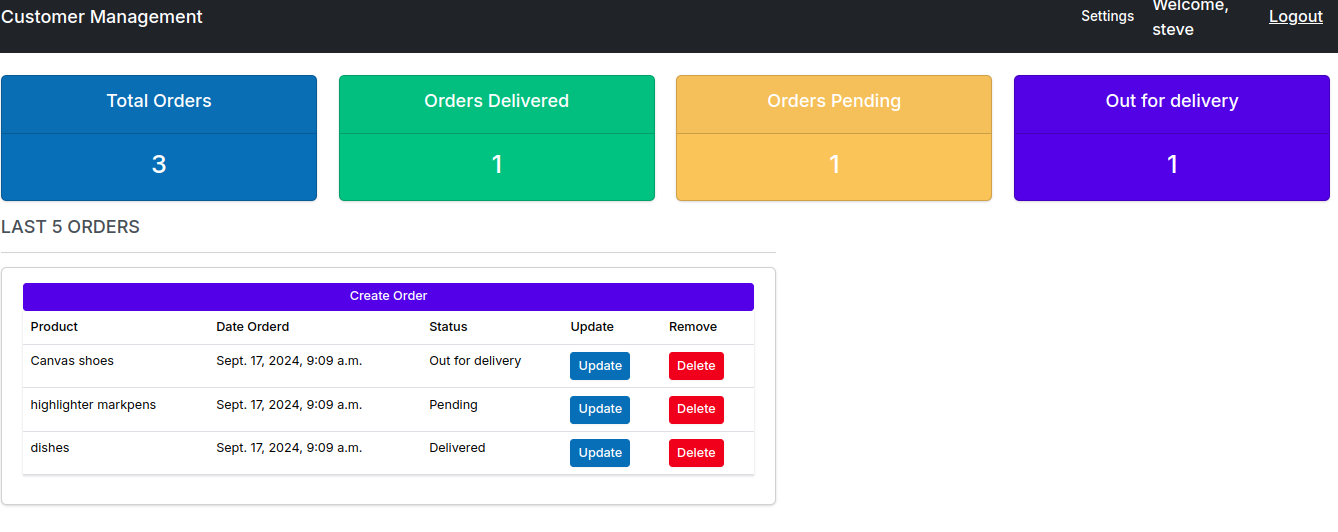 Customer Management
Settings
Welcome,
steve
Logout
Total Orders
3
Orders Delivered
1
Orders Pending
1
Out for delivery
1
LAST 5 ORDERS
Create Order
Product Date Orderd Status Update Remove
Canvas shoes Sept. 17, 2024, 9:09 a.m. Out for delivery Update Delete
highlighter markpens Sept. 17, 2024, 9:09 a.m. Pending Update Delete
dishes Sept. 17, 2024, 9:09 a.m. Delivered Update Delete